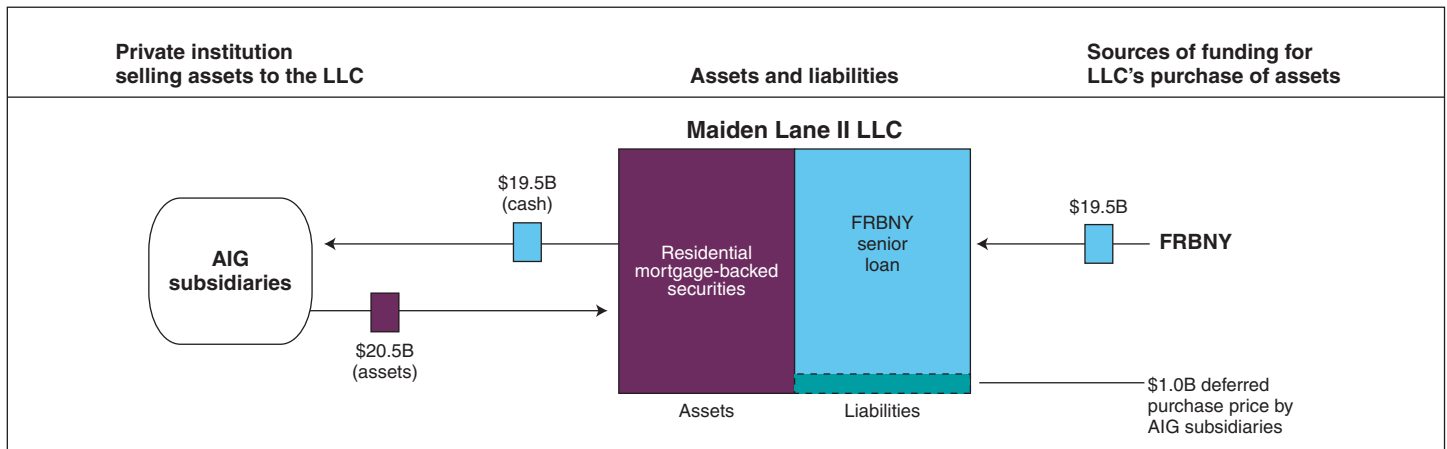 Private institution
selling assets to the LLC
Assets and liabilities
Sources of funding for
LLC's purchase of assets
Maiden Lane II LLC
$19.5B
(cash)
AIG
subsidiaries
$20.5B
(assets)
Residential
mortgage-backed
securities
FRBNY
senior
loan
$19.5B
FRBNY
Assets
Liabilities
$1.0B deferred
purchase price by
AIG subsidiaries